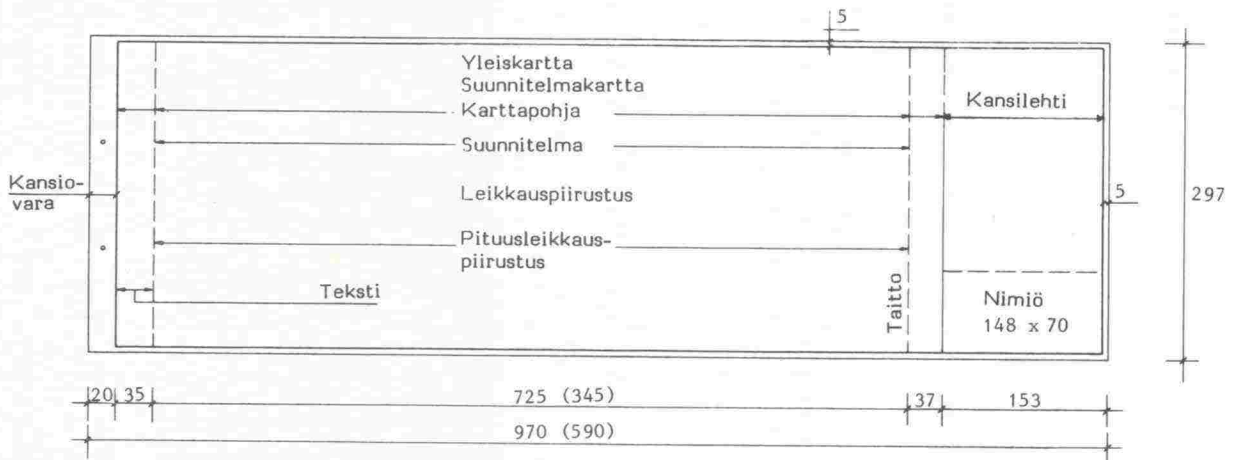 5
Yleiskartta
Suunnitelmakartta
Karttapohja
Kansilehti
Suunnitelma
Kansio-
vara
Leikkauspiirustus
5
297
Pituusleikkaus-
piirustus
Teksti
Taitto
Nimiö
148 x 70
20 35 725 (345) 37 153
970 (590)